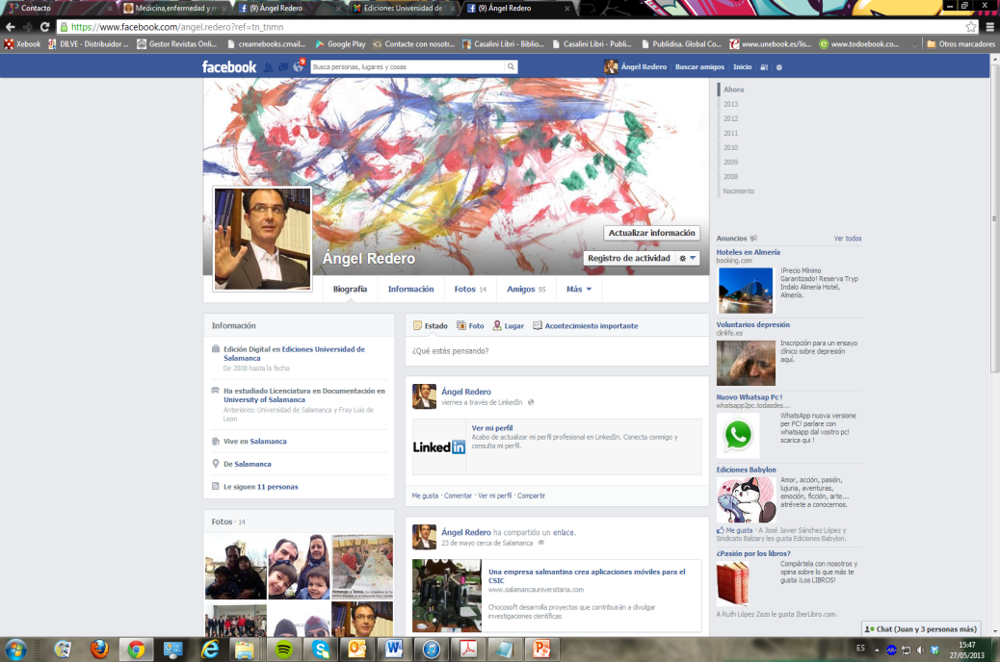 Contacto
Medicina,enfermedad y m
(9) Ángel Redero
Ediciones Universidad de
(9) Ángel Redero
https://www.facebook.com/angel.redero?ref=tn_tnmn
Xebook
DILVE - Distribuidor ...
Gestor Revistas Onli...
creamebooks.cmail...
Google Play
Contacte con nosotr...
Casalini Libri - Biblio...
Casalini Libri - Publi...
Publidisa. Global Co...
www.unebook.es/lis...
www.todoebook.co...
Otros marcadores
facebook
9
Busca personas, lugares y cosas
Ángel Redero
Buscar amigos
Inicio
Ahora
2013
2012
2011
2010
2009
2008
Nacimiento
Actualizar información
Ángel Redero
Registro de actividad
Biografía
Información
Fotos 14
Amigos 95
Más
Información
Edición Digital en Ediciones Universidad de
Salamanca
De 2008 hasta la fecha
Ha estudiado Licenciatura en Documentación en
University of Salamanca
Anteriores: Universidad de Salamanca y Fray Luis de
Leon
Vive en Salamanca
De Salamanca
Le siguen 11 personas
Fotos · 14
Estado
Foto
Lugar
Acontecimiento importante
¿Qué estás pensando?
Ángel Redero
viernes a través de LinkedIn
Linked in
Ver mi perfil
Acabo de actualizar mi perfil profesional en LinkedIn. Conecta conmigo y
consulta mi perfil.
Me gusta · Comentar · Ver mi perfil · Compartir
Ángel Redero ha compartido un enlace.
23 de mayo cerca de Salamanca
Una empresa salmantina crea aplicaciones móviles para el
CSIC
www.salamancauniversitaria.com
Chocosoft desarrolla proyectos que contribuirán a divulgar
investigaciones científicas
Anuncios
Ver todos
Hoteles en Almería
booking.com
¡Precio Mínimo
Garantizado! Reserva Tryp
Indalo Almería Hotel,
Almería.
Voluntarios depresión
clinlife.es
Inscripción para un ensayo
clínico sobre depresión
aquí.
Nuovo Whatsap Pc !
whatsapp2pc.todasdes...
WhatsApp nuova versione
per PC! parlare con
whatsapp dal vostro pc!
scarica qui !
Ediciones Babylon
Amor, acción, pasión,
lujuria, aventuras,
emoción, ficción, arte...
atrévete a conocernos.
Me gusta · A José Javier Sánchez López y
Sindicato Balzary les gusta Ediciones Babylon.
¿Pasión por los libros?
Compártela con nosotros y
opina sobre lo que más te
gusta ¡Los LIBROS!
A Ruth López Zazo le gusta IberLibro.com.
Chat (Juan y 3 personas más)
ES
15:47
27/05/2013